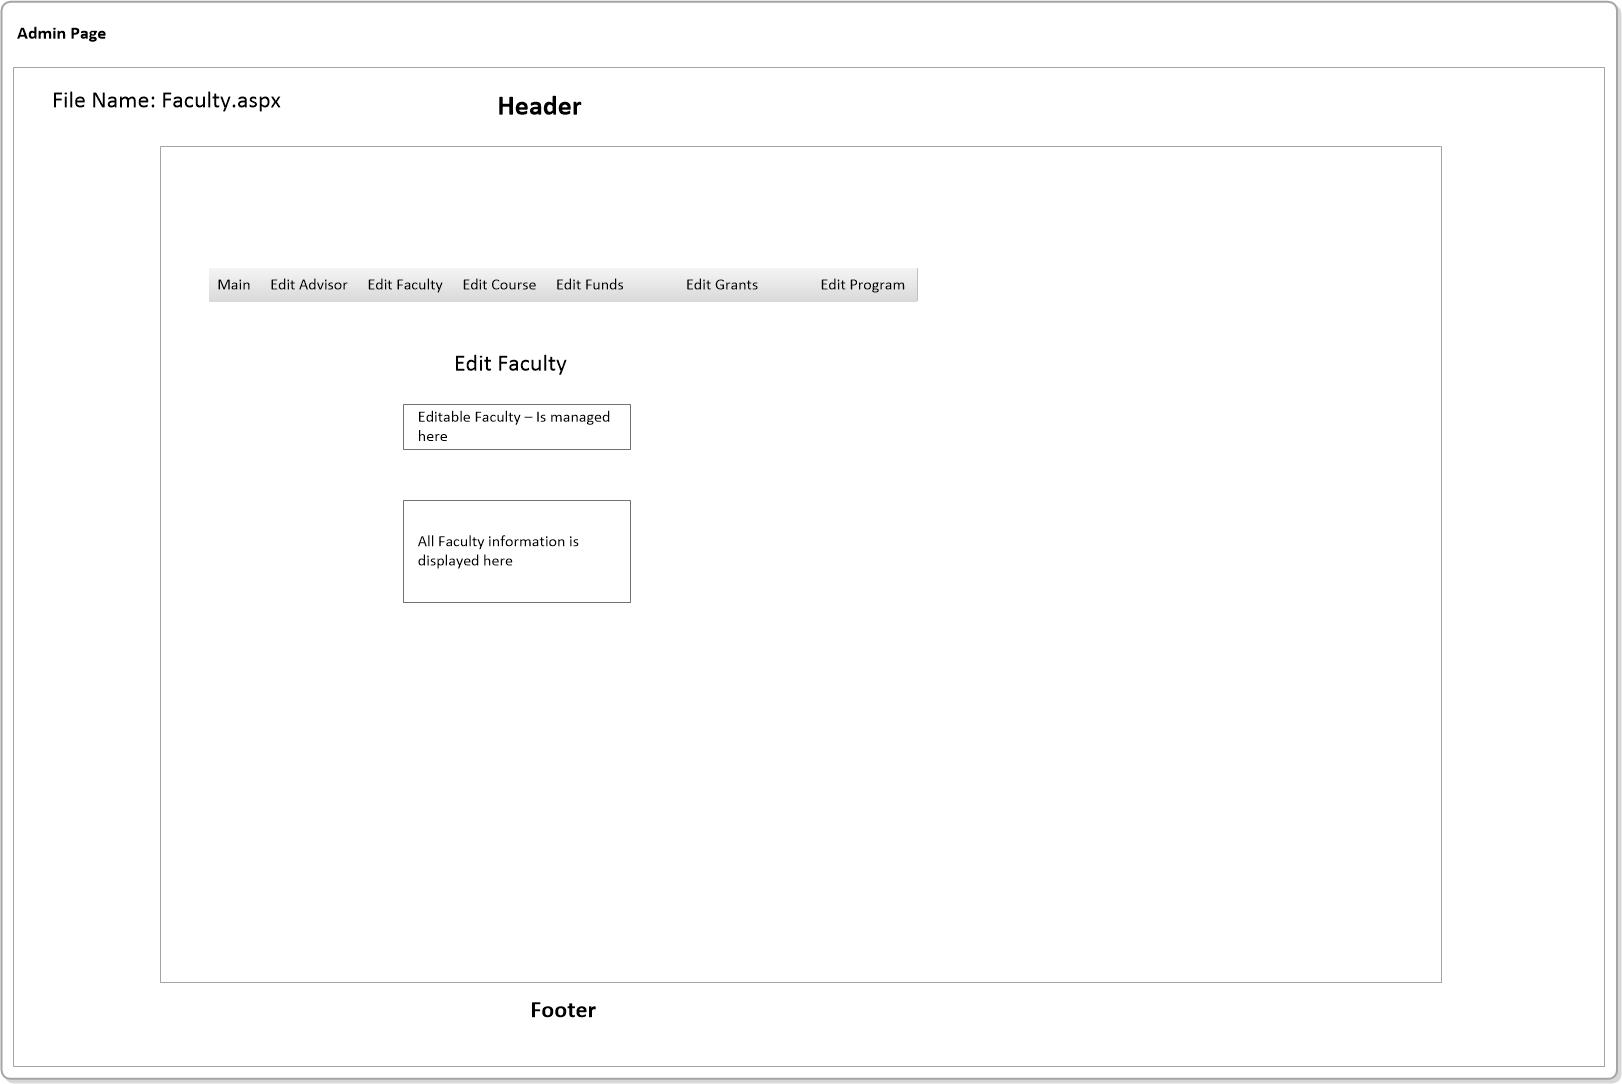 Admin Page
File Name: Faculty.aspx
Header
Main Edit Advisor Edit Faculty Edit Course Edit Funds Edit Grants Edit Program
Edit Faculty
Editable Faculty – Is managed
here
All Faculty information is
displayed here
Footer